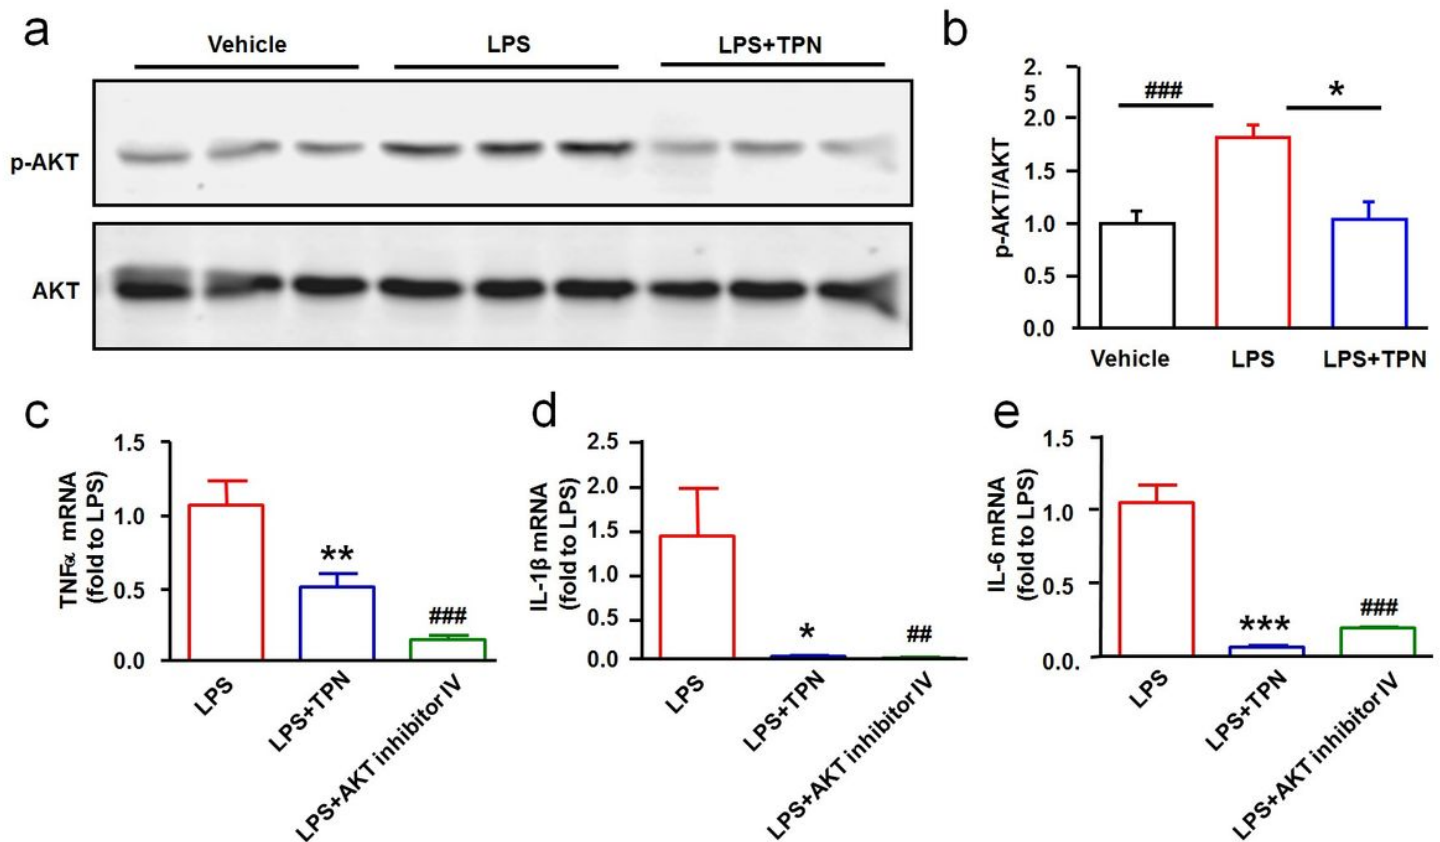 a
Vehicle
LPS
LPS+TPN
p-AKT
AKT
b
2.
5
2.0
1.5
1.0
0.5
0.0
p-AKT/AKT
###
*
Vehicle
LPS
LPS+TPN
c
1.5
1.0
0.5
0.0
TNFα mRNA
(fold to LPS)
**
###
LPS
LPS+TPN
LPS+AKT inhibitor IV
d
2.5
2.0
1.5
1.0
0.5
0.0
IL-1β mRNA
(fold to LPS)
*
##
LPS
LPS+TPN
LPS+AKT inhibitor IV
e
1.5
1.0
0.5
0.0.
IL-6 mRNA
(fold to LPS)
***
###
LPS
LPS+TPN
LPS+AKT inhibitor IV